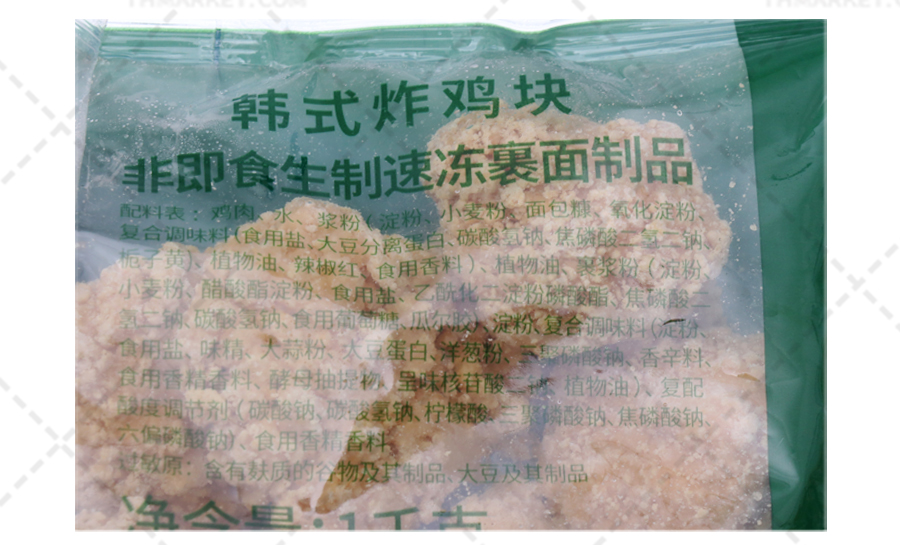 THMARKET.COM
韩式炸鸡块
非即食生制速冻裹面制品
配料表：鸡肉、水、浆粉（淀粉、小麦粉、面包糠、氧化淀粉、
复合调味料(食用盐、大豆分离蛋白、碳酸氢钠、焦磷酸二氢二钠、
栀子黄)、植物油、辣椒红、食用香料）、植物油、裹浆粉（淀粉、
小麦粉、醋酸酯淀粉、食用盐、乙酰化二淀粉磷酸酯、焦磷酸二
氢二钠、碳酸氢钠、食用葡萄糖、瓜尔胶)、淀粉、复合调味料(淀粉、
食用盐、味精、大蒜粉、大豆蛋白、洋葱粉、三聚磷酸钠、香辛料、
食用香精香料、酵母抽提物、呈味核苷酸二钠、植物油）、复配
酸度调节剂（碳酸钠、碳酸氢钠、柠檬酸、三聚磷酸钠、焦磷酸钠、
六偏磷酸钠)、食用香精香料
过敏原：含有麸质的谷物及其制品、大豆及其制品
净含量:1千克